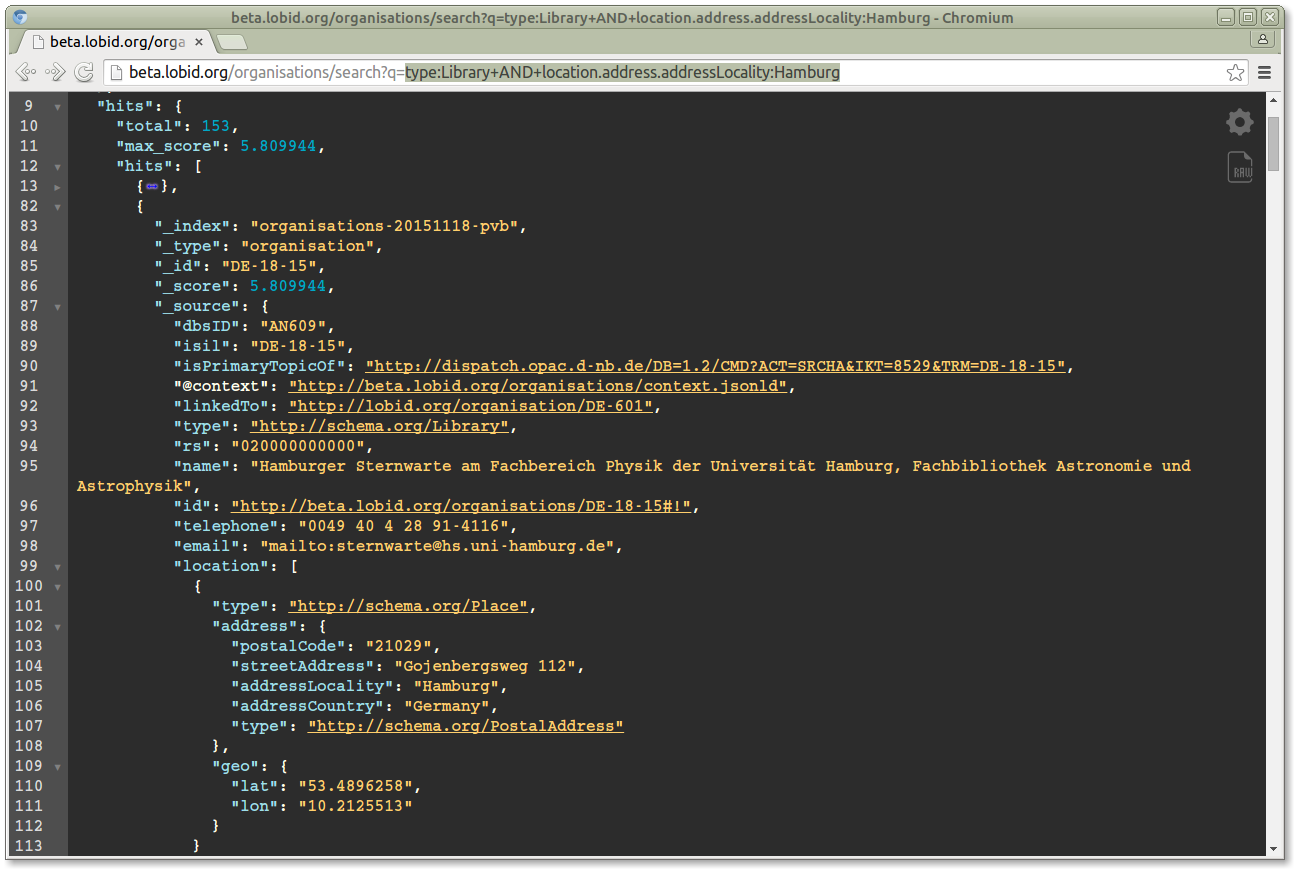 beta.lobid.org/organisations/search?q=type:Library+AND+location.address.addressLocality:Hamburg - Chromium
beta.lobid.org/orga ×
beta.lobid.org/organisations/search?q=type:Library+AND+location.address.addressLocality:Hamburg
9 "hits": {
10 "total": 153,
11 "max_score": 5.809944,
12 "hits": [
13 { },
82 {
83 "_index": "organisations-20151118-pvb",
84 "_type": "organisation",
85 "_id": "DE-18-15",
86 "_score": 5.809944,
87 "_source": {
88 "dbsID": "AN609",
89 "isil": "DE-18-15",
90 "isPrimaryTopicOf": "http://dispatch.opac.d-nb.de/DB=1.2/CMD?ACT=SRCHA&IKT=8529&TRM=DE-18-15",
91 "@context": "http://beta.lobid.org/organisations/context.jsonld",
92 "linkedTo": "http://lobid.org/organisation/DE-601",
93 "type": "http://schema.org/Library",
94 "rs": "020000000000",
95 "name": "Hamburger Sternwarte am Fachbereich Physik der Universität Hamburg, Fachbibliothek Astronomie und
Astrophysik",
96 "id": "http://beta.lobid.org/organisations/DE-18-15#!",
97 "telephone": "0049 40 4 28 91-4116",
98 "email": "mailto:sternwarte@hs.uni-hamburg.de",
99 "location": [
100 {
101 "type": "http://schema.org/Place",
102 "address": {
103 "postalCode": "21029",
104 "streetAddress": "Gojenbergsweg 112",
105 "addressLocality": "Hamburg",
106 "addressCountry": "Germany",
107 "type": "http://schema.org/PostalAddress"
108 },
109 "geo": {
110 "lat": "53.4896258",
111 "lon": "10.2125513"
112 }
113 }
RAW